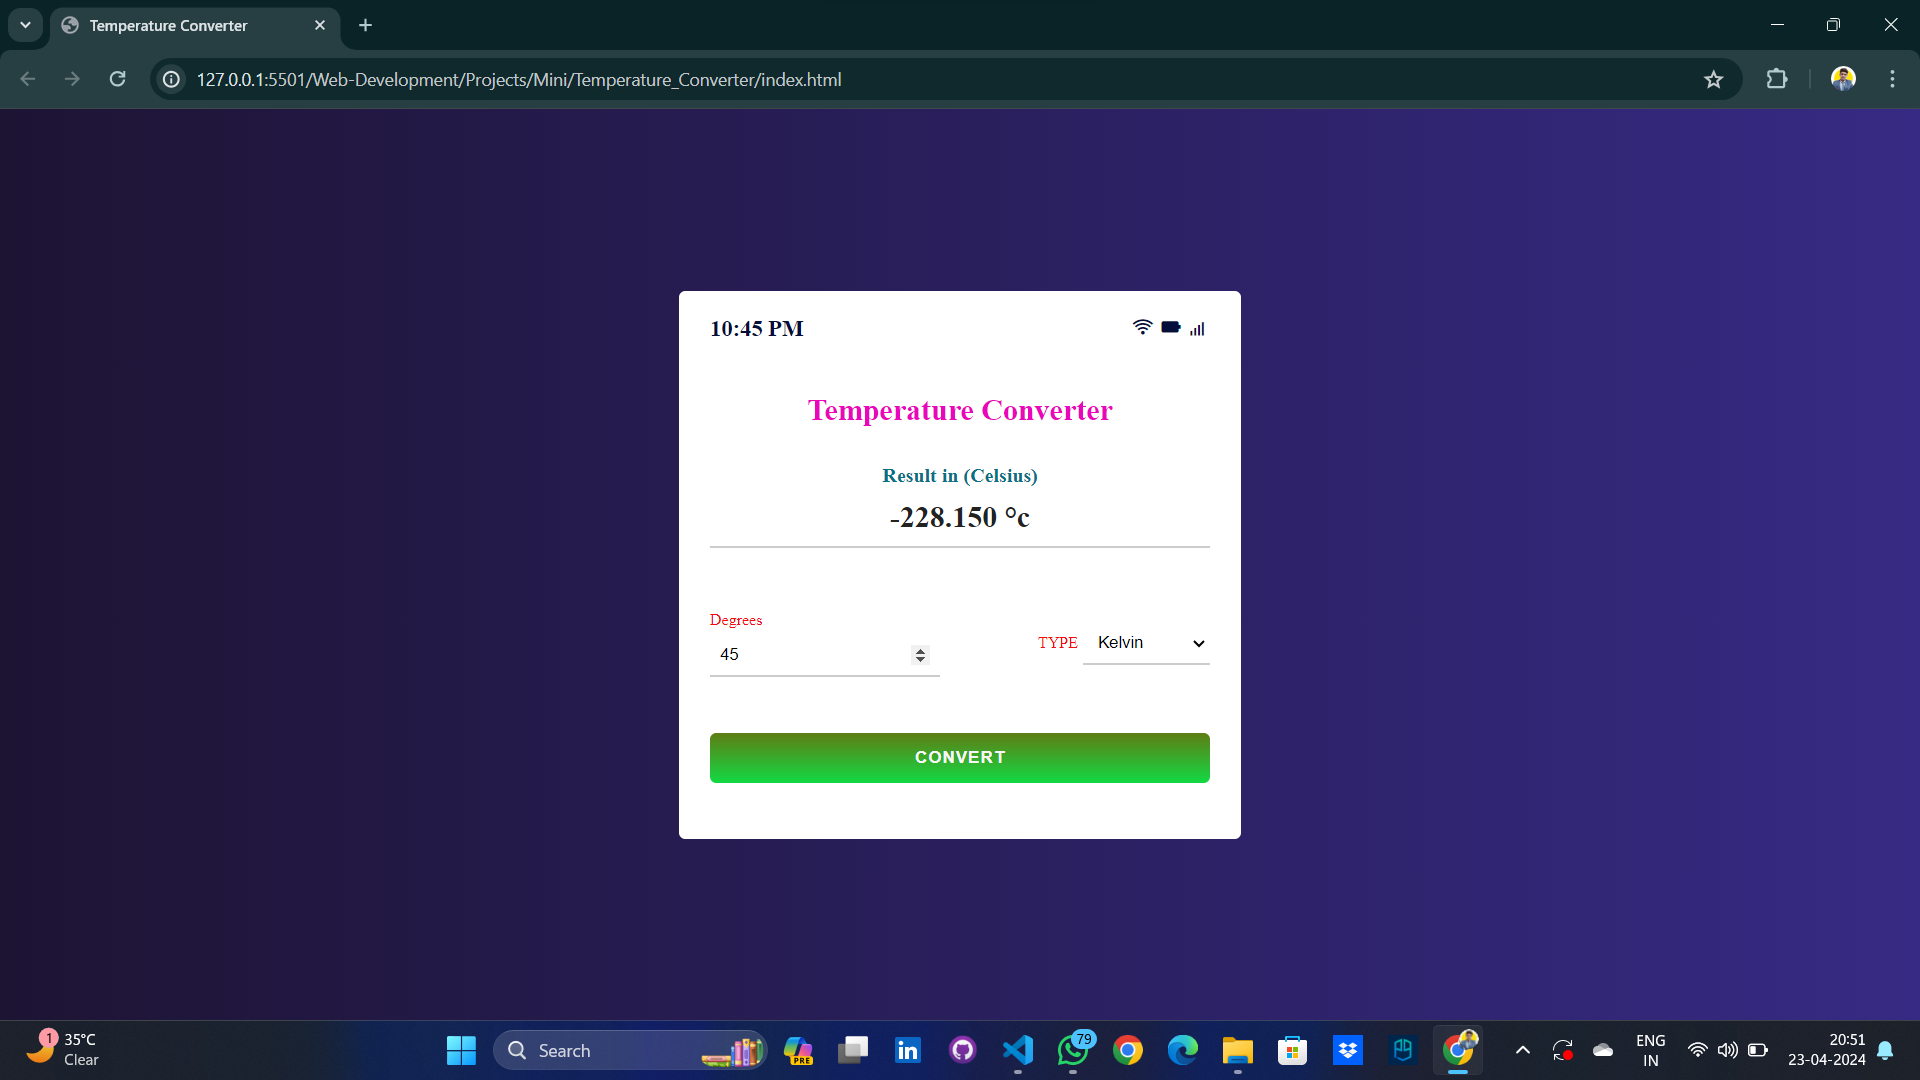 Temperature Converter
127.0.0.1:5501/Web-Development/Projects/Mini/Temperature_Converter/index.html
10:45 PM
Temperature Converter
Result in (Celsius)
-228.150 °c
Degrees
45
TYPE Kelvin
CONVERT
1
35°C
Clear
Search
PRE
in
79
ENG
IN
20:51
23-04-2024